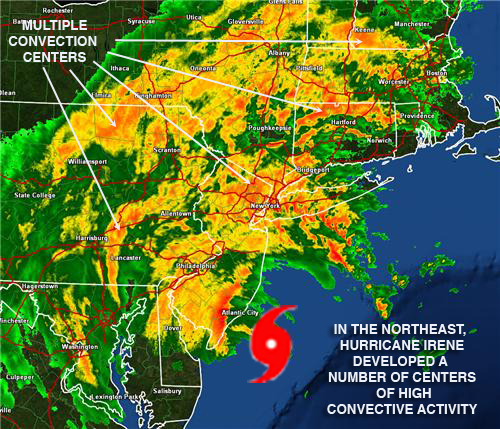 Rochester
Glens Falls
Utica
Syracuse
Gloversville
Keene
Manchester
MULTIPLE
CONVECTION
CENTERS
Albany
Ithaca
Oneonta
Pittsfield
Boston
Worcester
Elmira
Binghamton
Providence
Hartford
Poughkeepsie
Norwich
Scranton
Williamsport
Bridgeport
State College
New York
Allentown
Harrisburg
Lancaster
Philadelphia
Hagerstown
Atlantic City
Winchester
Dover
Washington
IN THE NORTHEAST,
HURRICANE IRENE
DEVELOPED A
NUMBER OF CENTERS
OF HIGH
CONVECTIVE ACTIVITY
Culpeper
Salisbury
Lexington Park